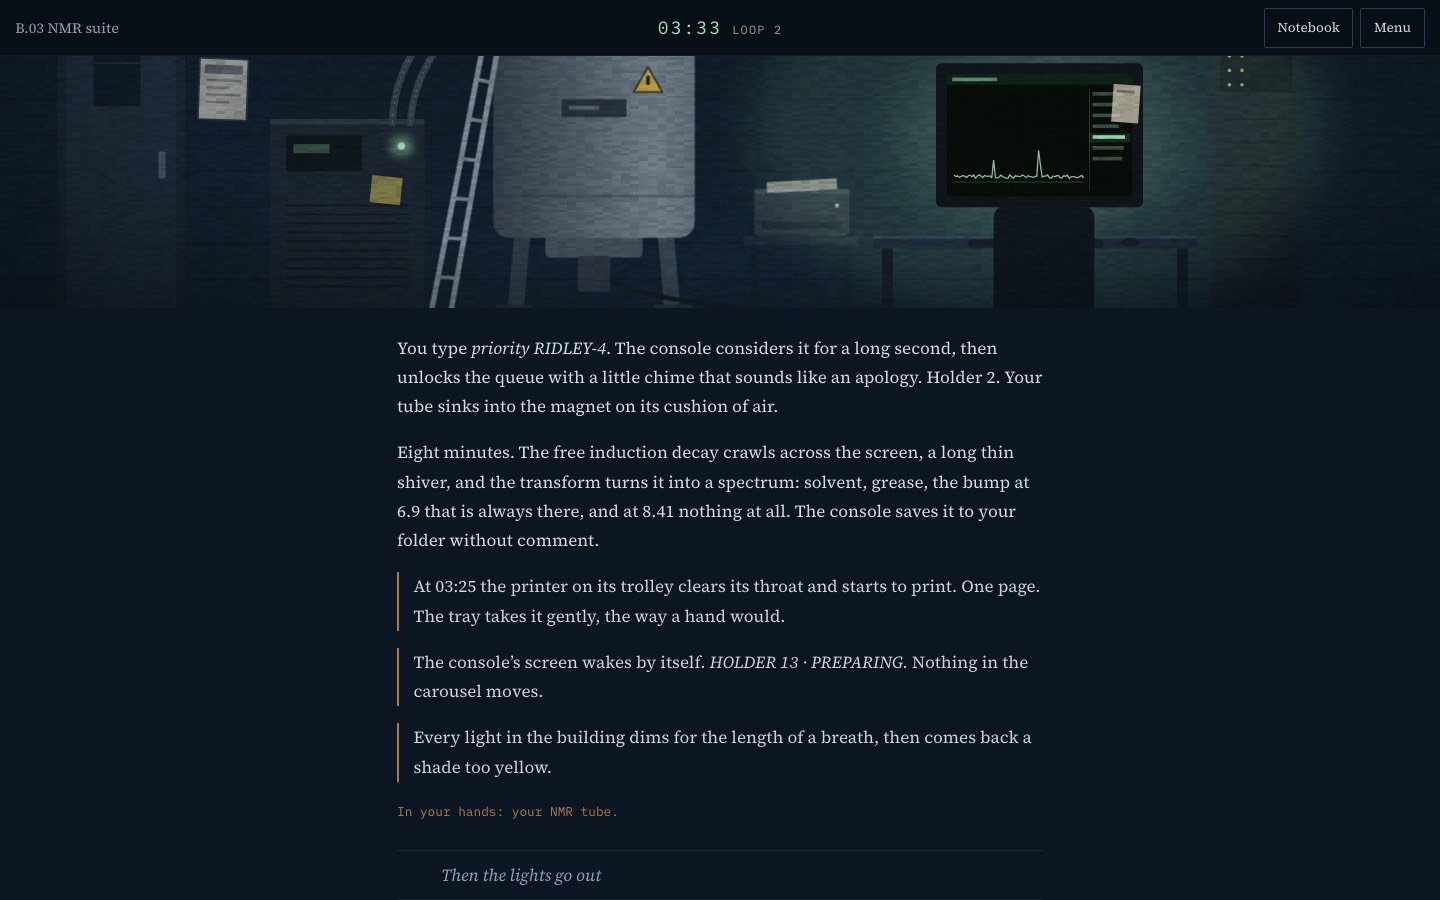 B.03 NMR suite
03:33 LOOP 2
Notebook
Menu
You type priority RIDLEY-4. The console considers it for a long second, then
unlocks the queue with a little chime that sounds like an apology. Holder 2. Your
tube sinks into the magnet on its cushion of air.
Eight minutes. The free induction decay crawls across the screen, a long thin
shiver, and the transform turns it into a spectrum: solvent, grease, the bump at
6.9 that is always there, and at 8.41 nothing at all. The console saves it to your
folder without comment.
At 03:25 the printer on its trolley clears its throat and starts to print. One page.
The tray takes it gently, the way a hand would.
The console’s screen wakes by itself. HOLDER 13 · PREPARING. Nothing in the
carousel moves.
Every light in the building dims for the length of a breath, then comes back a
shade too yellow.
In your hands: your NMR tube.
Then the lights go out